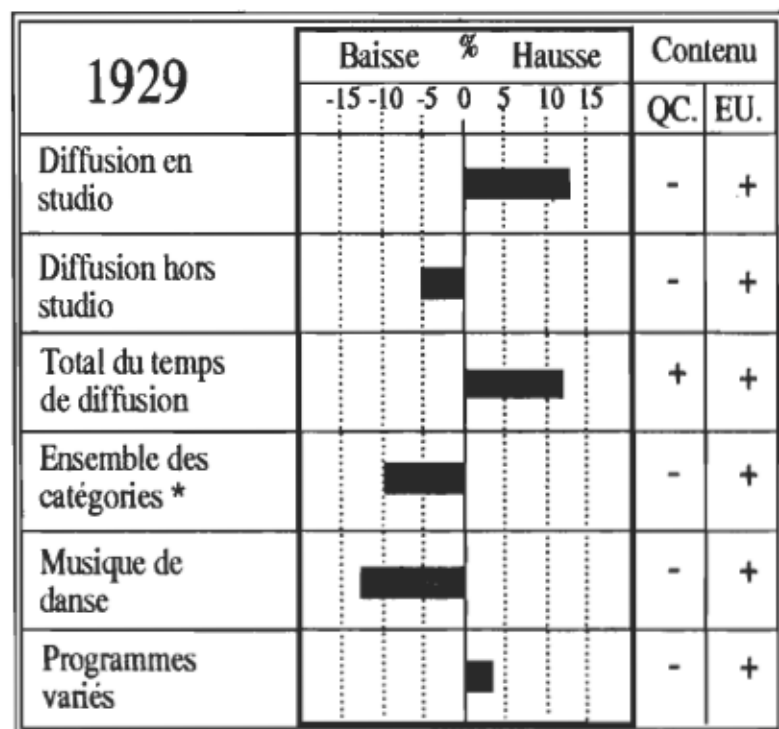 1929
Baisse % Hausse
Contenu
-15 -10 -5 0 5 10 15
QC. EU.
Diffusion en
studio
- +
Diffusion hors
studio
- +
Total du temps
de diffusion
+ +
Ensemble des
catégories *
- +
Musique de
danse
- +
Programmes
variés
- +